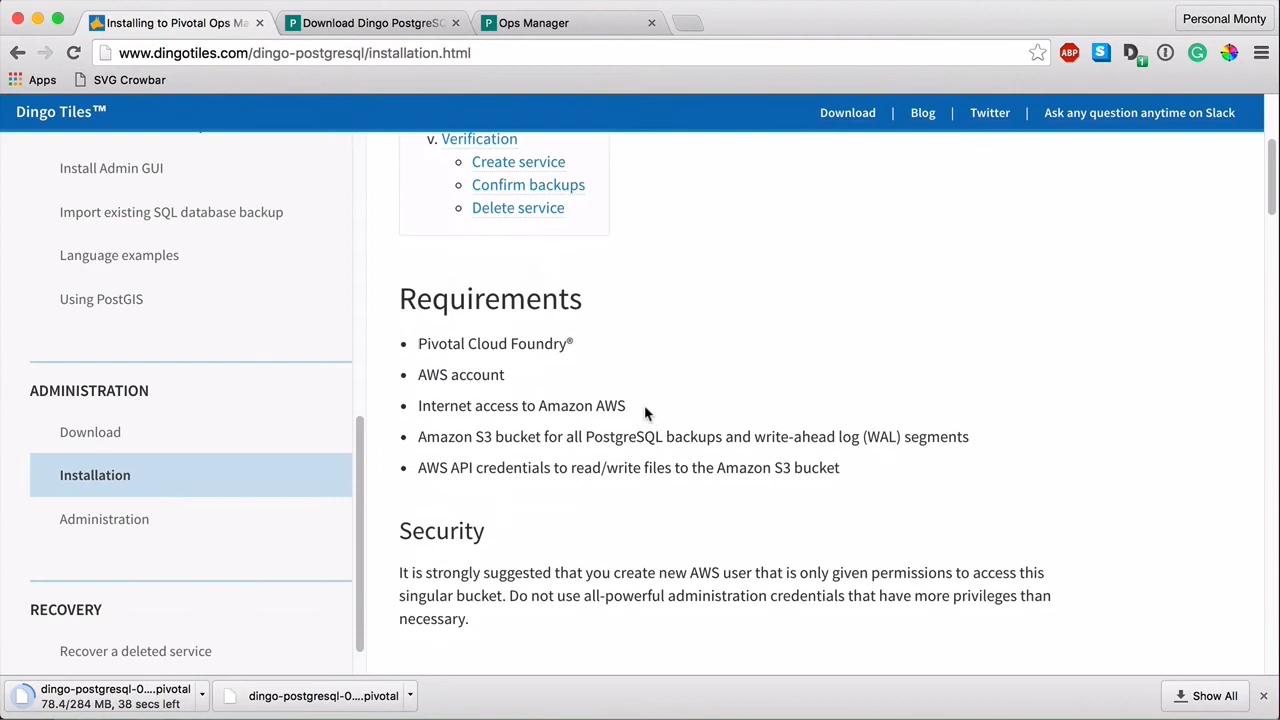 Installing to Pivotal Ops Ma
Download Dingo PostgreSQ
Ops Manager
Personal Monty
www.dingotiles.com/dingo-postgresql/installation.html
ABP
S
D
1
Apps
SVG Crowbar
Dingo Tiles™
Download
Blog
Twitter
Ask any question anytime on Slack
Install Admin GUI
Import existing SQL database backup
Language examples
Using PostGIS
ADMINISTRATION
Download
Installation
Administration
RECOVERY
Recover a deleted service
v. Verification
Create service
Confirm backups
Delete service
Requirements
Pivotal Cloud Foundry®
AWS account
Internet access to Amazon AWS
Amazon S3 bucket for all PostgreSQL backups and write-ahead log (WAL) segments
AWS API credentials to read/write files to the Amazon S3 bucket
Security
It is strongly suggested that you create new AWS user that is only given permissions to access this
singular bucket. Do not use all-powerful administration credentials that have more privileges than
necessary.
dingo-postgresql-0....pivotal
78.4/284 MB, 38 secs left
dingo-postgresql-0....pivotal
Show All